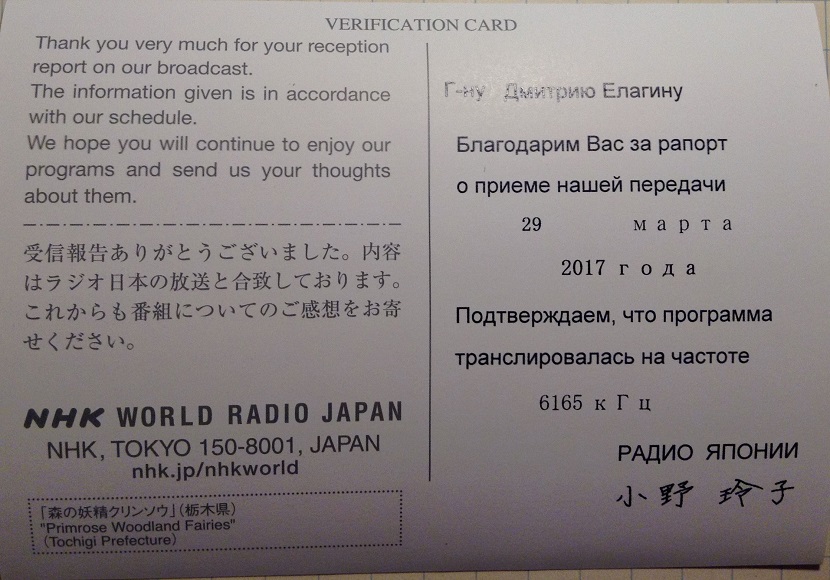 VERIFICATION CARD
Thank you very much for your reception
report on our broadcast.
The information given is in accordance
with our schedule.
We hope you will continue to enjoy our
programs and send us your thoughts
about them.
受信報告ありがとうございました。内容
はラジオ日本の放送と合致しております。
これからも番組についてのご感想をお寄
せください。
NHK WORLD RADIO JAPAN
NHK, TOKYO 150-8001, JAPAN
nhk.jp/nhkworld
「森の妖精クリンソウ」(栃木県)
"Primrose Woodland Fairies"
(Tochigi Prefecture)
Г-ну Дмитрию Елагину
Благодарим Вас за рапорт
о приеме нашей передачи
29 марта
2017 года
Подтверждаем, что программа
транслировалась на частоте
6165 кГц
РАДИО ЯПОНИИ
小野 玲子